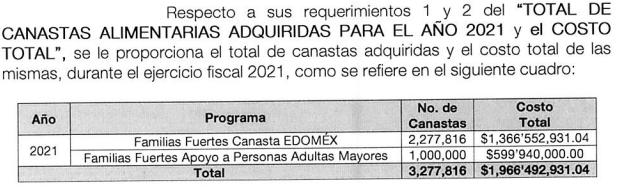 Respecto a sus requerimientos 1 y 2 del "TOTAL DE
CANASTAS ALIMENTARIAS ADQUIRIDAS PARA EL AÑO 2021 y el COSTO
TOTAL", se le proporciona el total de canastas adquiridas y el costo total de las
mismas, durante el ejercicio fiscal 2021, como se refiere en el siguiente cuadro:
Año Programa No. de Canastas Costo Total
2021 Familias Fuertes Canasta EDOMÉX 2,277,816 $1,366'552,931.04
Familias Fuertes Apoyo a Personas Adultas Mayores 1,000,000 $599'940,000.00
Total 3,277,816 $1,966'492,931.04